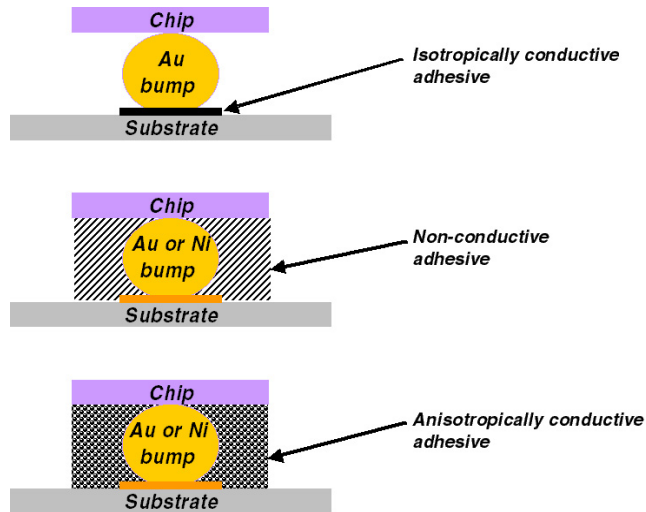 Chip
Au
bump
Isotropically conductive
adhesive
Substrate
Chip
Au or Ni
bump
Non-conductive
adhesive
Substrate
Chip
Au or Ni
bump
Anisotropically conductive
adhesive
Substrate